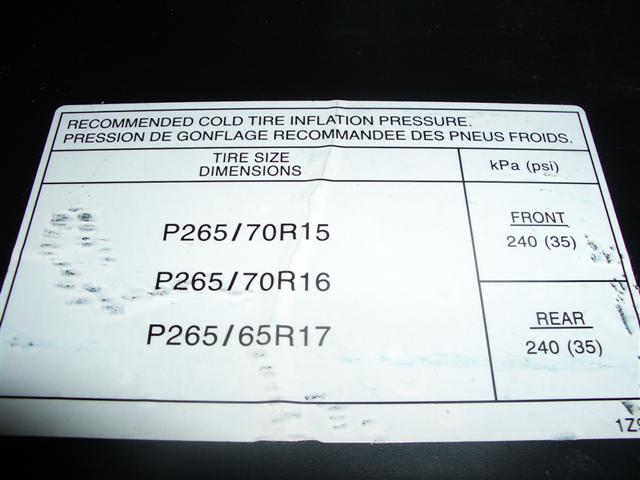 RECOMMENDED COLD TIRE INFLATION PRESSURE.
PRESSION DE GONFLAGE RECOMMANDEE DES PNEUS FROIDS.
TIRE SIZE
DIMENSIONS
kPa (psi)
P265/70R15
P265/70R16
P265/65R17
FRONT
240 (35)
REAR
240 (35)